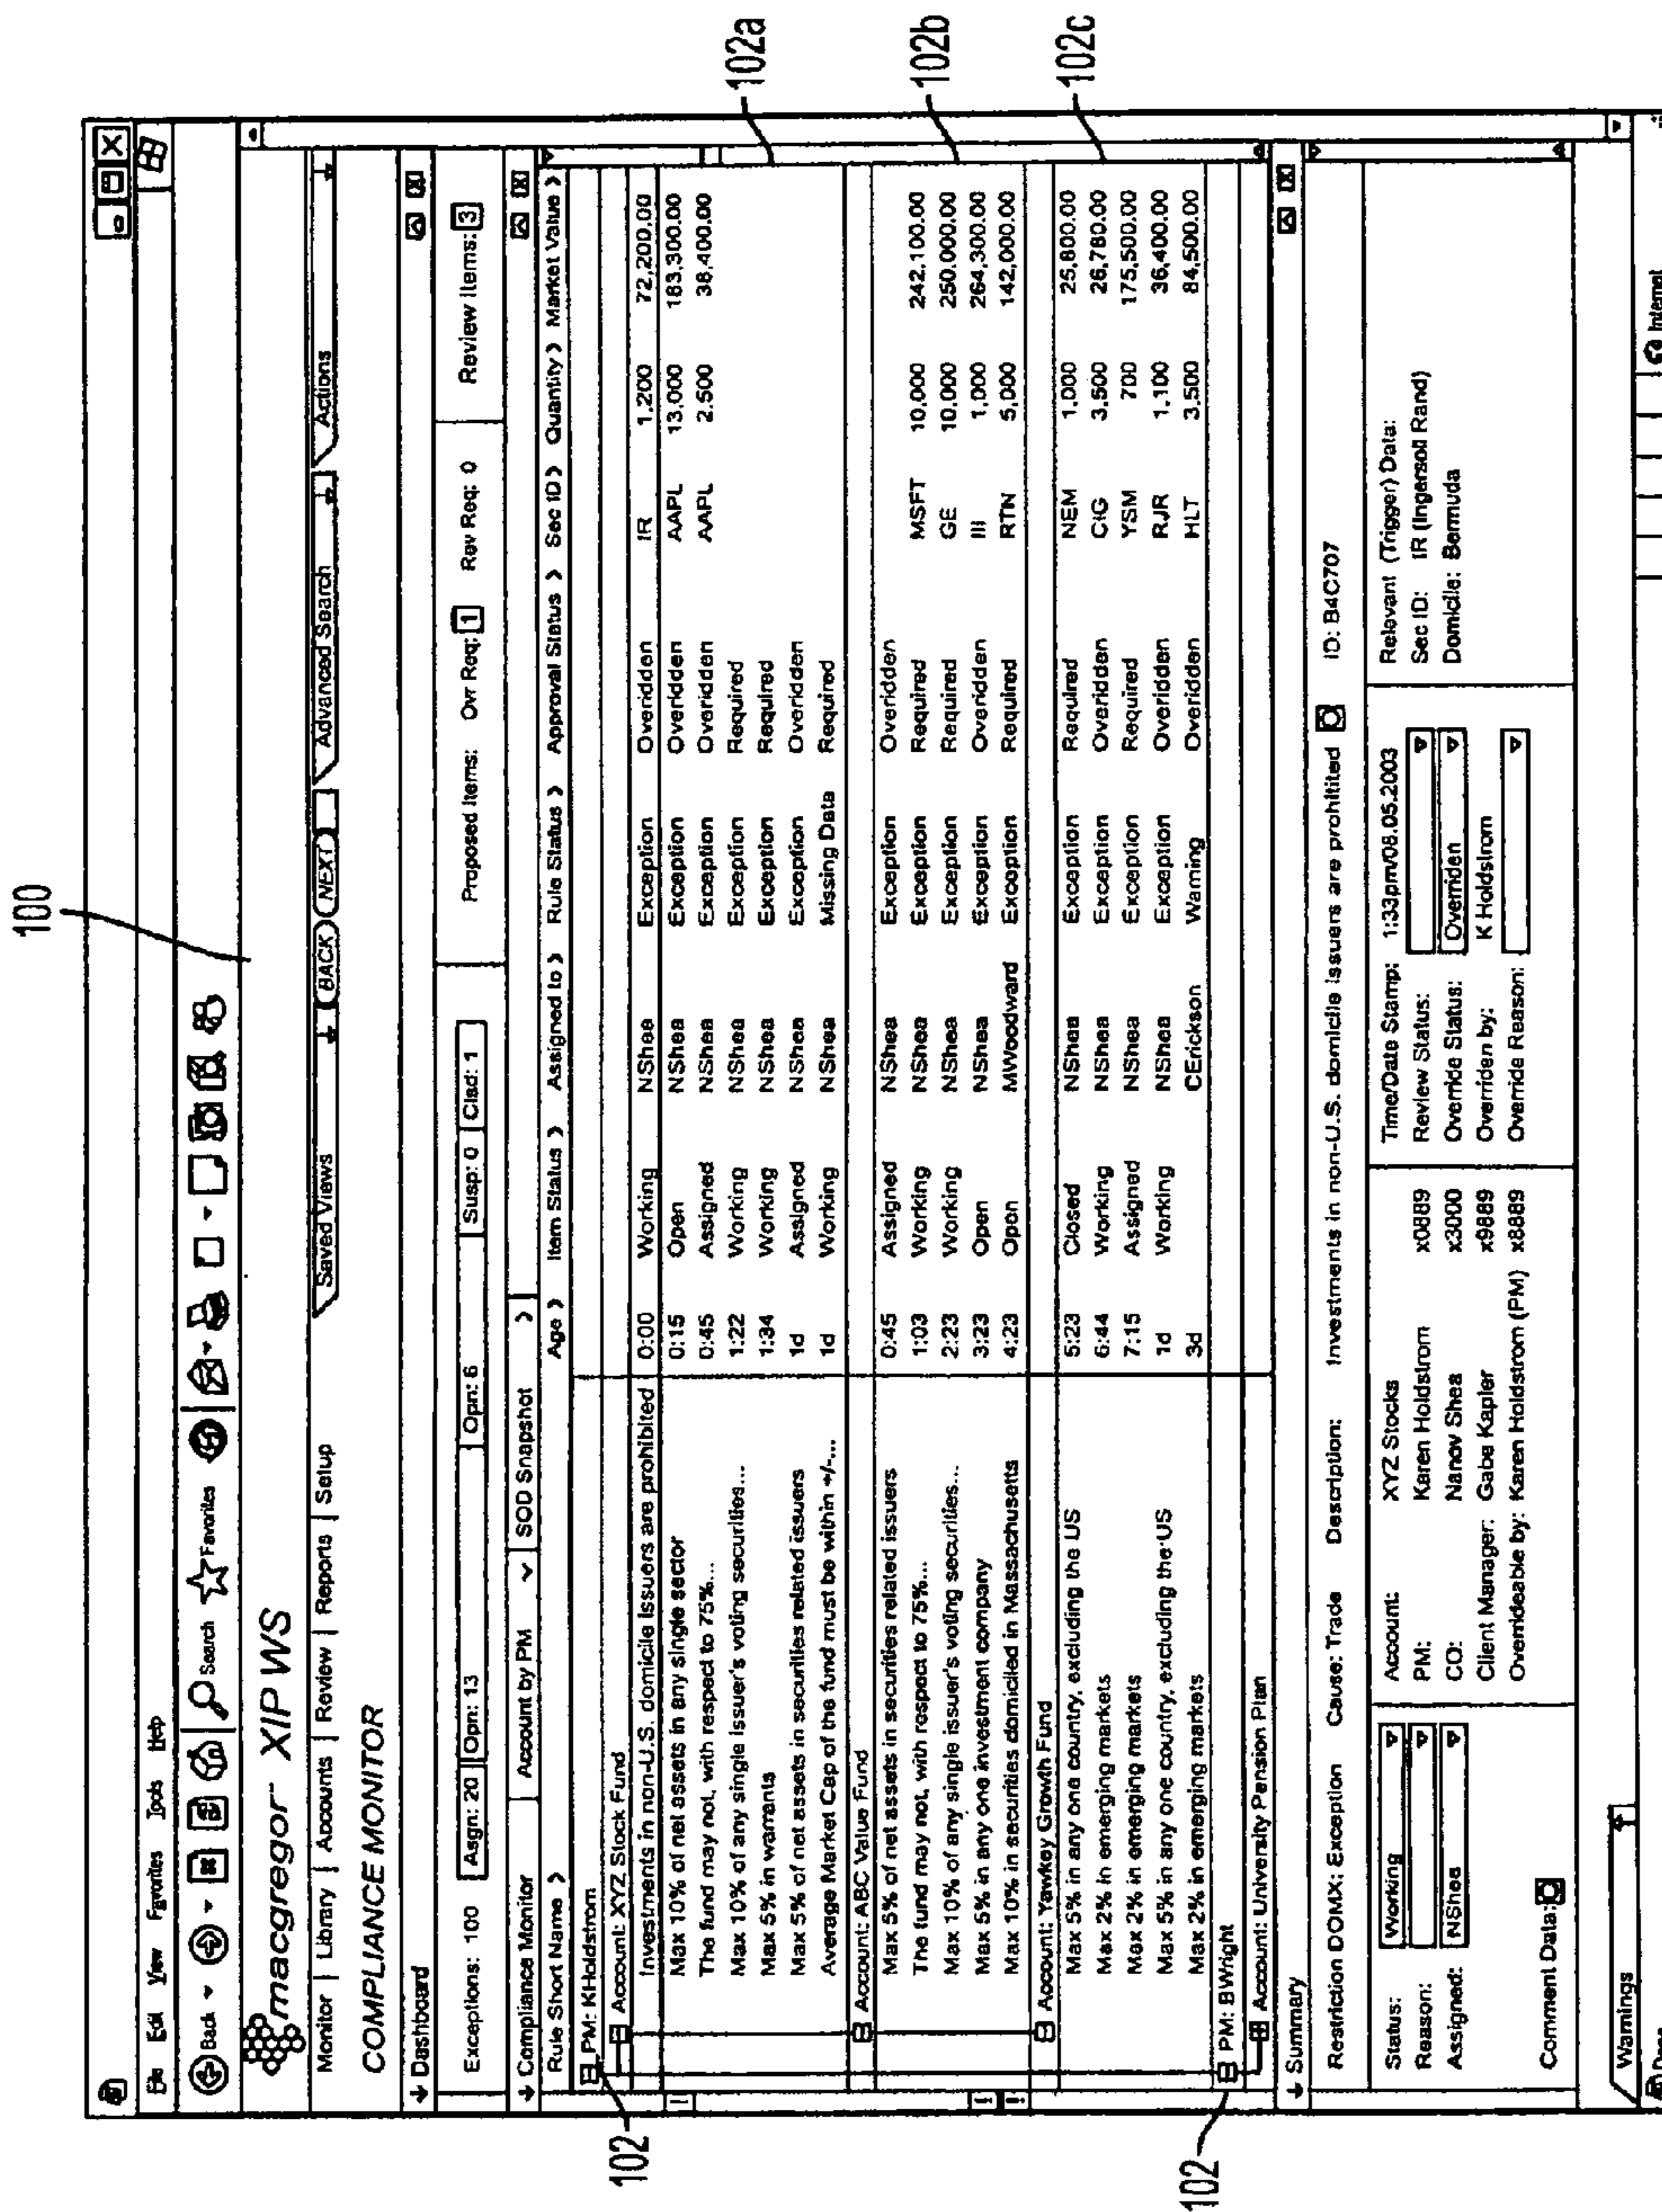 100
File Edit View Favorites Tools Help
Back Search Favorites
macgregor XIP WS
Monitor | Library | Accounts | Review | Reports | Setup Saved Views BACK NEXT Advanced Search Actions
COMPLIANCE MONITOR
Dashboard
Exceptions: 100 Asgn: 20 Opn: 13 Opn: 6 Susp: 0 Clsd: 1 Proposed Items: Ovr Req: 1 Rev Req: 0 Review Items: 3
Compliance Monitor Account by PM SOD Snapshot
Rule Short Name > Age > Item Status > Assigned to > Rule Status > Approval Status > Sec ID > Quantity > Market Value >
PM: KHoldstrom
102
Account: XYZ Stock Fund
Investments in non-U.S. domicile issuers are prohibited 0:00 Working NShea Exception Overidden IR 1,200 72,200.00
Max 10% of net assets in any single sector 0:15 Open NShea Exception Overidden AAPL 13.000 183,300.00
The fund may not, with respect to 75%... 0:45 Assigned NShea Exception Overidden AAPL 2.500 38,400.00
Max 10% of any single issuer's voting securities... 1:22 Working NShea Exception Required
Max 5% in warrants 1:34 Working NShea Exception Required
102a
Max 5% of net assets in securities related issuers 1d Assigned NShea Exception Overidden
Average Market Cap of the fund must be within +/-... 1d Working NShea Missing Data Required
Account: ABC Value Fund
Max 5% of net assets in securities related issuers 0:45 Assigned NShea Exception Overidden
The fund may not, with respect to 75%... 1:03 Working NShea Exception Required MSFT 10,000 242,100.00
102b
Max 10% of any single issuer's voting securities... 2:23 Working NShea Exception Required GE 10,000 250.000.00
Max 5% in any one investment company 3:23 Open NShea Exception Overidden III 1,000 264,300.00
Max 10% in securities domiciled in Massachusetts 4:23 Open MWoodward Exception Required RTN 5,000 142,000.00
Account: Yawkey Growth Fund
Max 5% in any one country, excluding the US 5:23 Closed NShea Exception Required NEM 1,000 25,800.00
102c
Max 2% in emerging markets 6:44 Working NShea Exception Overidden CIG 3,500 26,780.00
Max 2% in emerging markets 7:15 Assigned NShea Exception Required YSM 700 175,500.00
Max 5% in any one country, excluding the US 1d Working NShea Exception Overidden RJR 1,100 36,400.00
Max 2% in emerging markets 3d CErickson Warning Overidden HLT 3,500 84,500.00
PM: BWright
102
Account: University Pension Plan
Summary
Restriction DOMX: Exception Cause: Trade Description: Investments in non-U.S. domicile issuers are prohitited ID: B4C707
Status: Working Account: XYZ Stocks x0889 Time/Date Stamp: 1:33pm/08.05.2003 Relevant (Trigger) Data:
Reason: PM: Karen Holdstrom Review Status: Sec ID: IR (Ingersoll Rand)
Assigned: NShea CO: Nancy Shea x3000 Override Status: Overriden Domicile: Bermuda
Client Manager: Gabe Kapler x9889 Overriden by: K Holdstrom
Overrideable by: Karen Holdstrom (PM) x8889 Override Reason:
Comment Data:
Warnings
Done Internet